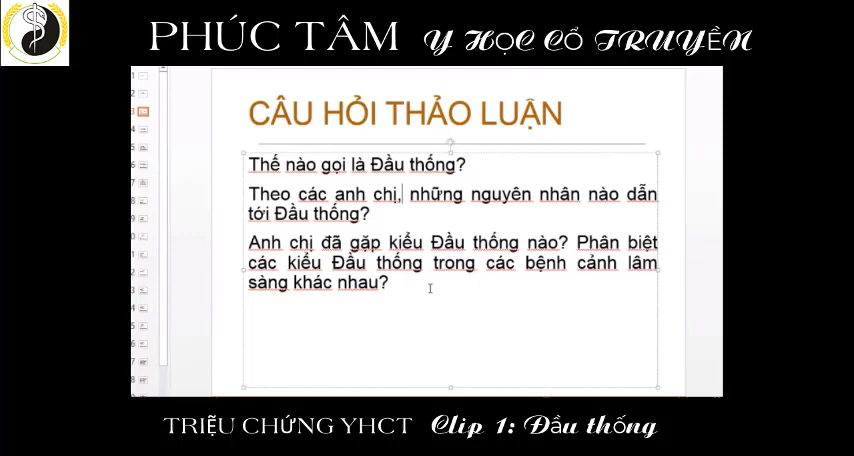 PHÚC TÂM Y HỌC CỔ TRUYỀN
CÂU HỎI THẢO LUẬN
Thế nào gọi là Đầu thống?
Theo các anh chị, những nguyên nhân nào dẫn
tới Đầu thống?
Anh chị đã gặp kiểu Đầu thống nào? Phân biệt
các kiểu Đầu thống trong các bệnh cảnh lâm
sàng khác nhau?
TRIỆU CHỨNG YHCT Clip 1: Đầu thống